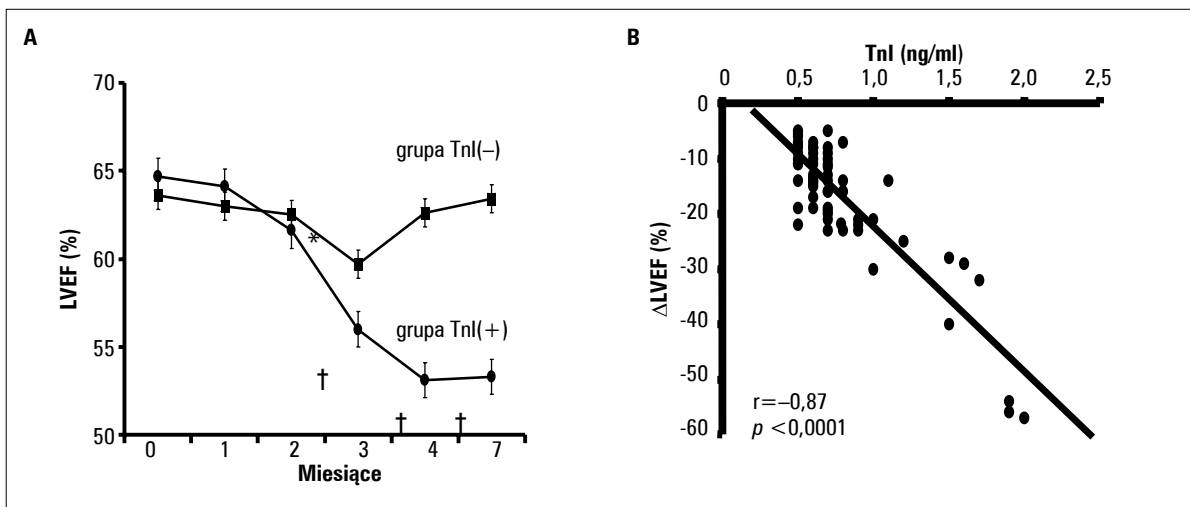 A
70
65
60
55
50
LVEF (%)
grupa TnI(–)
*
grupa TnI(+)
†
† †
0 1 2 3 4 7
Miesiące
B
TnI (ng/ml)
0 0,5 1,0 1,5 2,0 2,5
0
-10
-20
-30
-40
-50
-60
ΔLVEF (%)
r=–0,87
p <0,0001